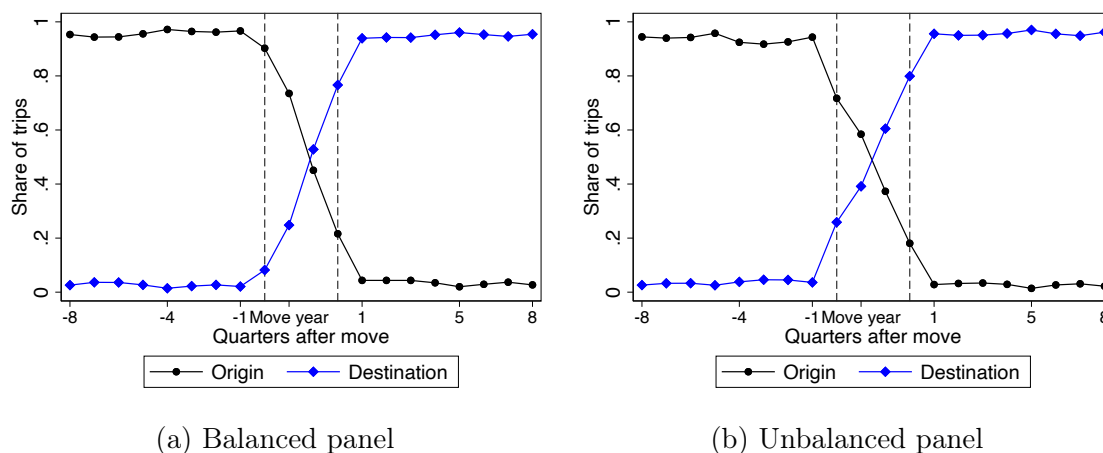 1
.8
.6
.4
.2
0
Share of trips
-8 -4 -1 Move year 1 5 8
Quarters after move
Origin Destination
(a) Balanced panel
1
.8
.6
.4
.2
0
Share of trips
-8 -4 -1 Move year 1 5 8
Quarters after move
Origin Destination
(b) Unbalanced panel